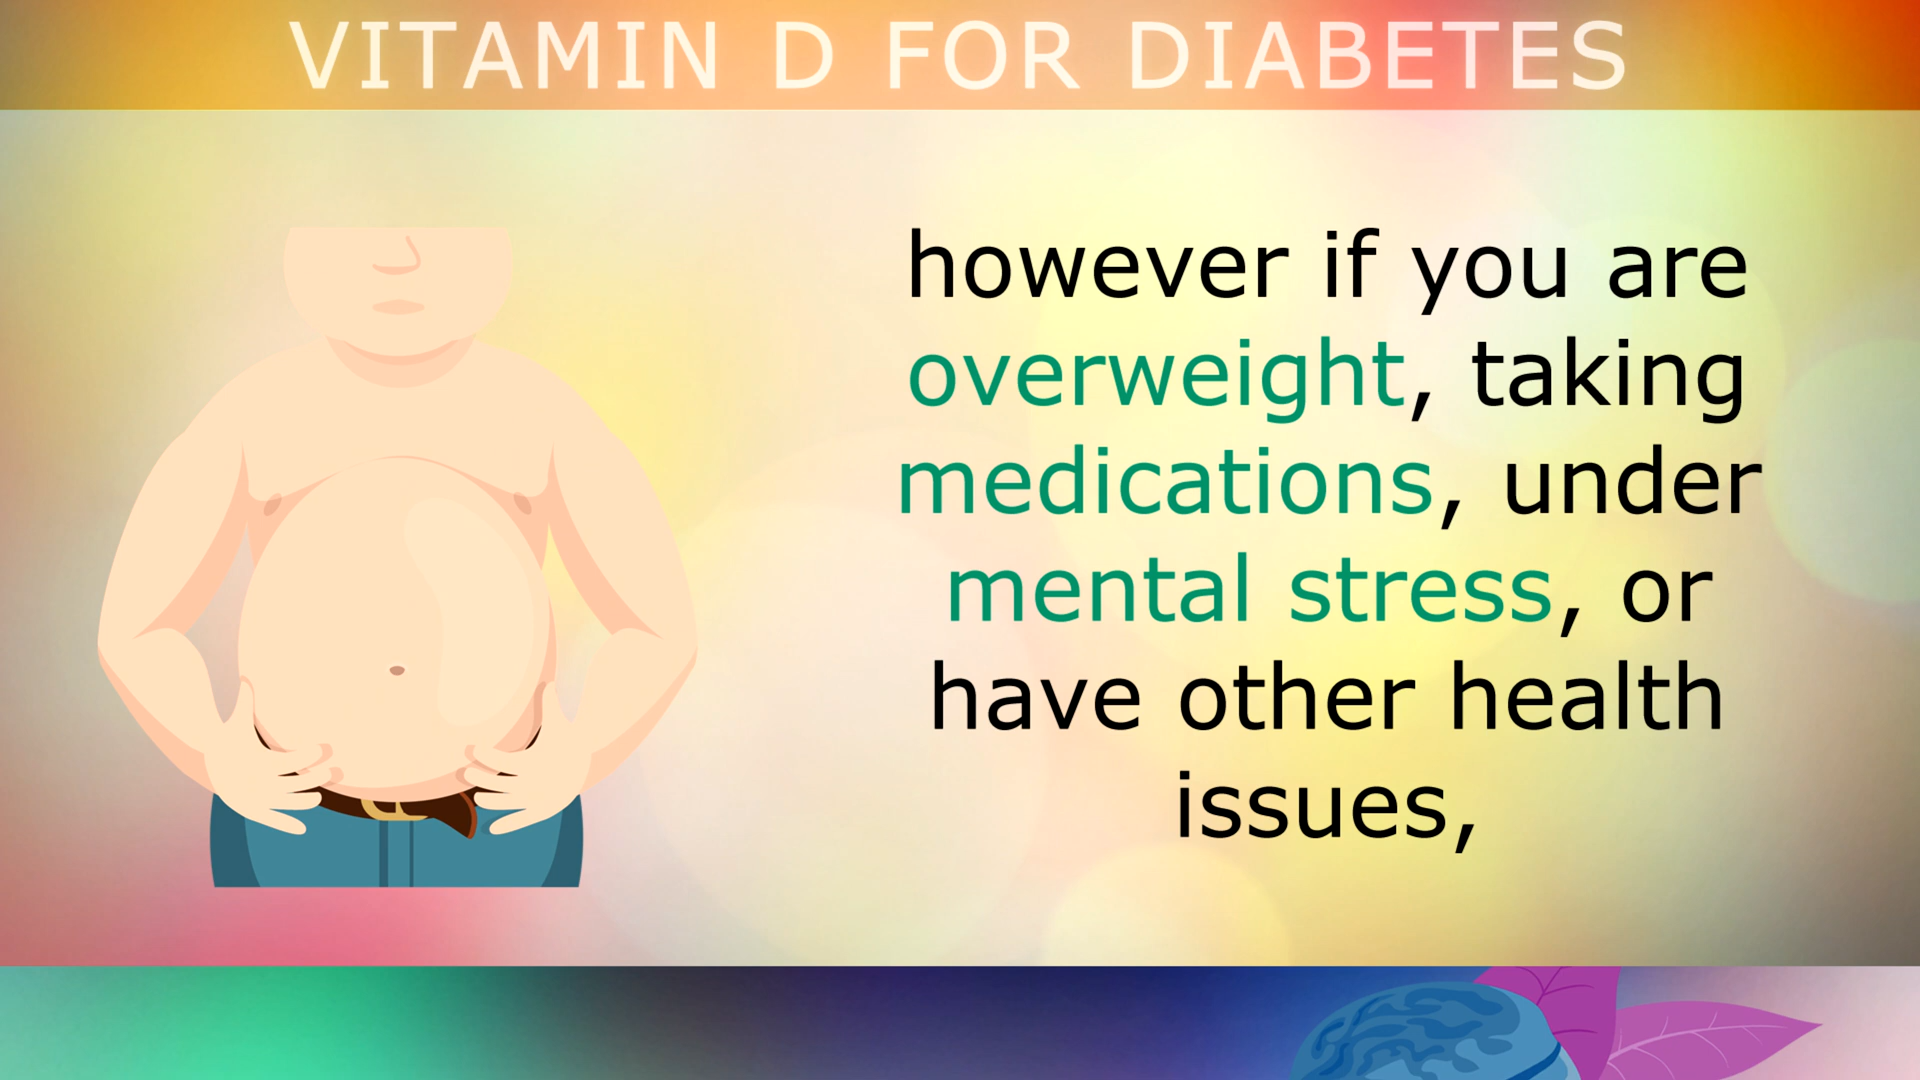 VITAMIN D FOR DIABETES
however if you are
overweight, taking
medications, under
mental stress, or
have other health
issues,